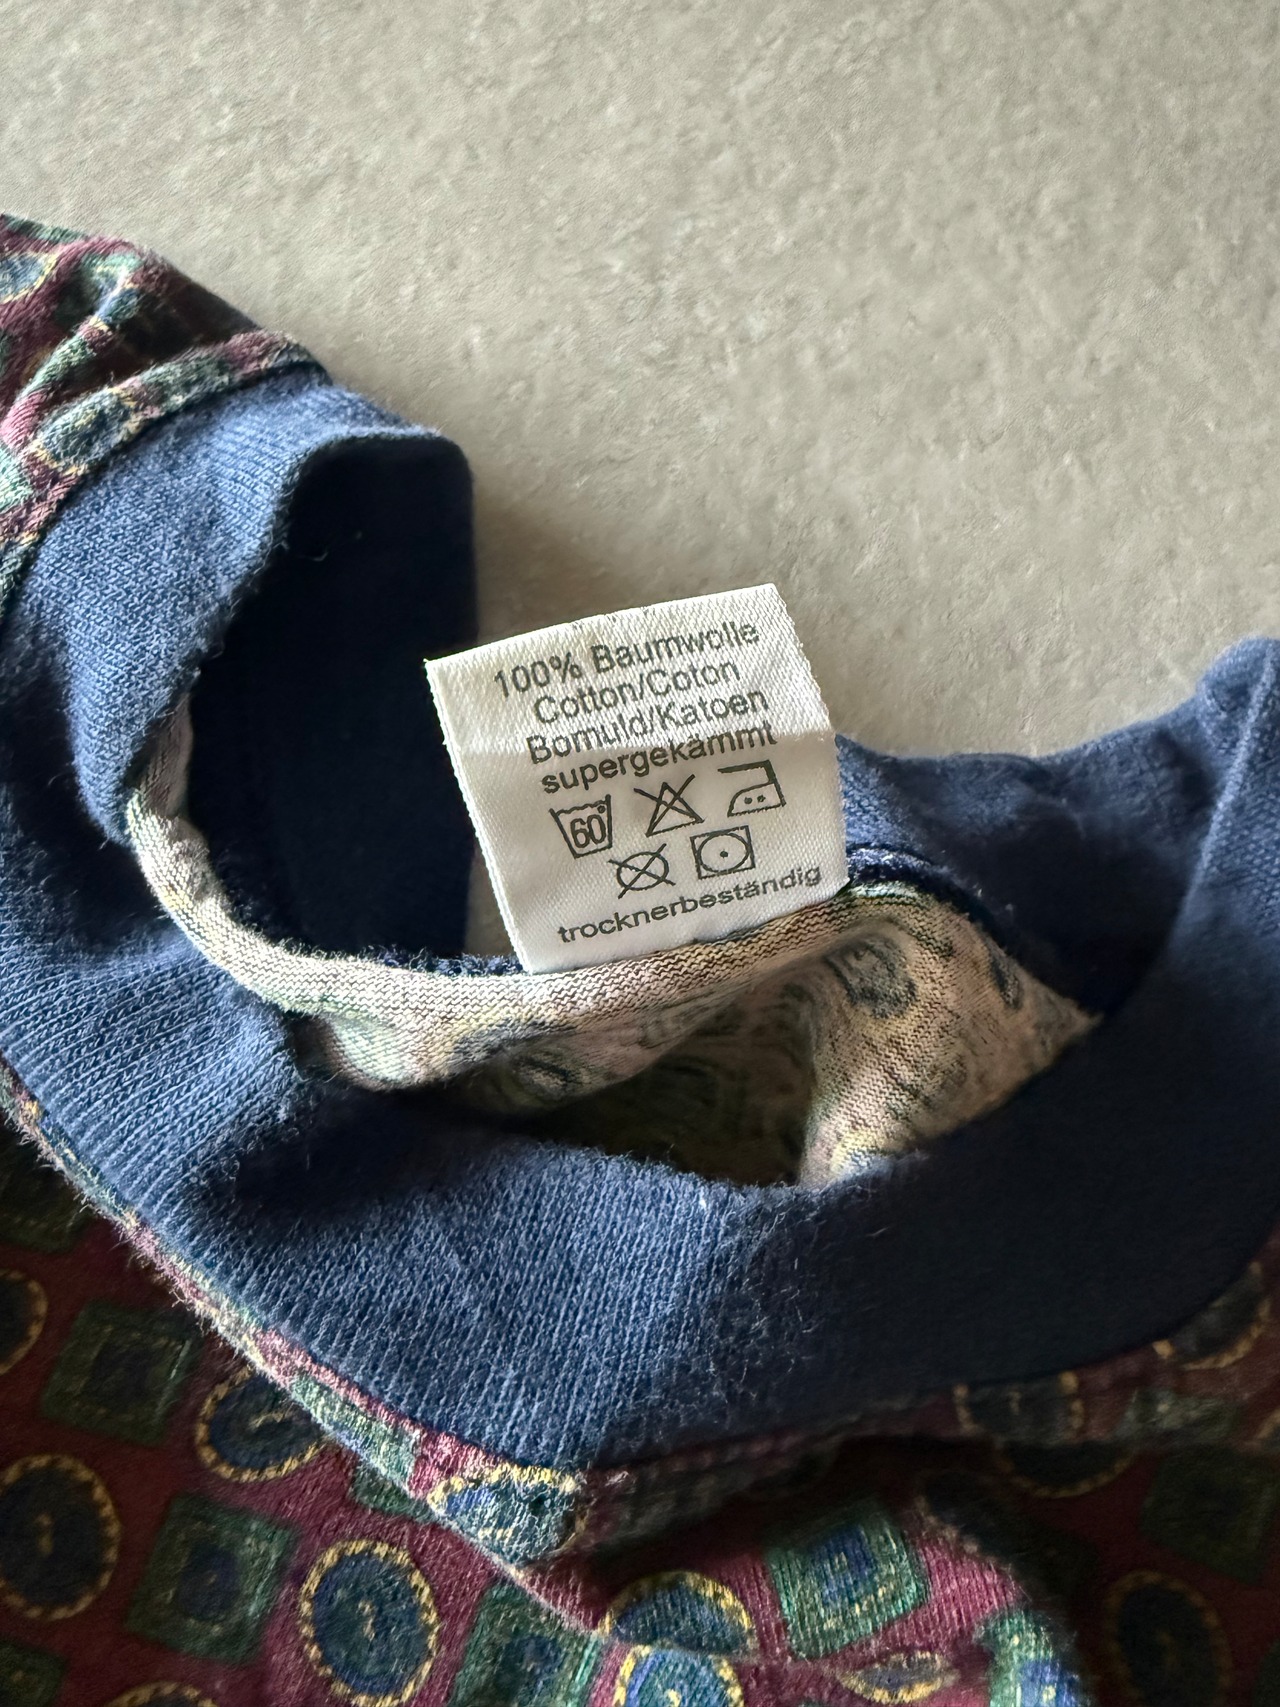 100% Baumwolle
Cotton/Coton
Bomuld/Katoen
supergekämmt
60°
trocknerbeständig